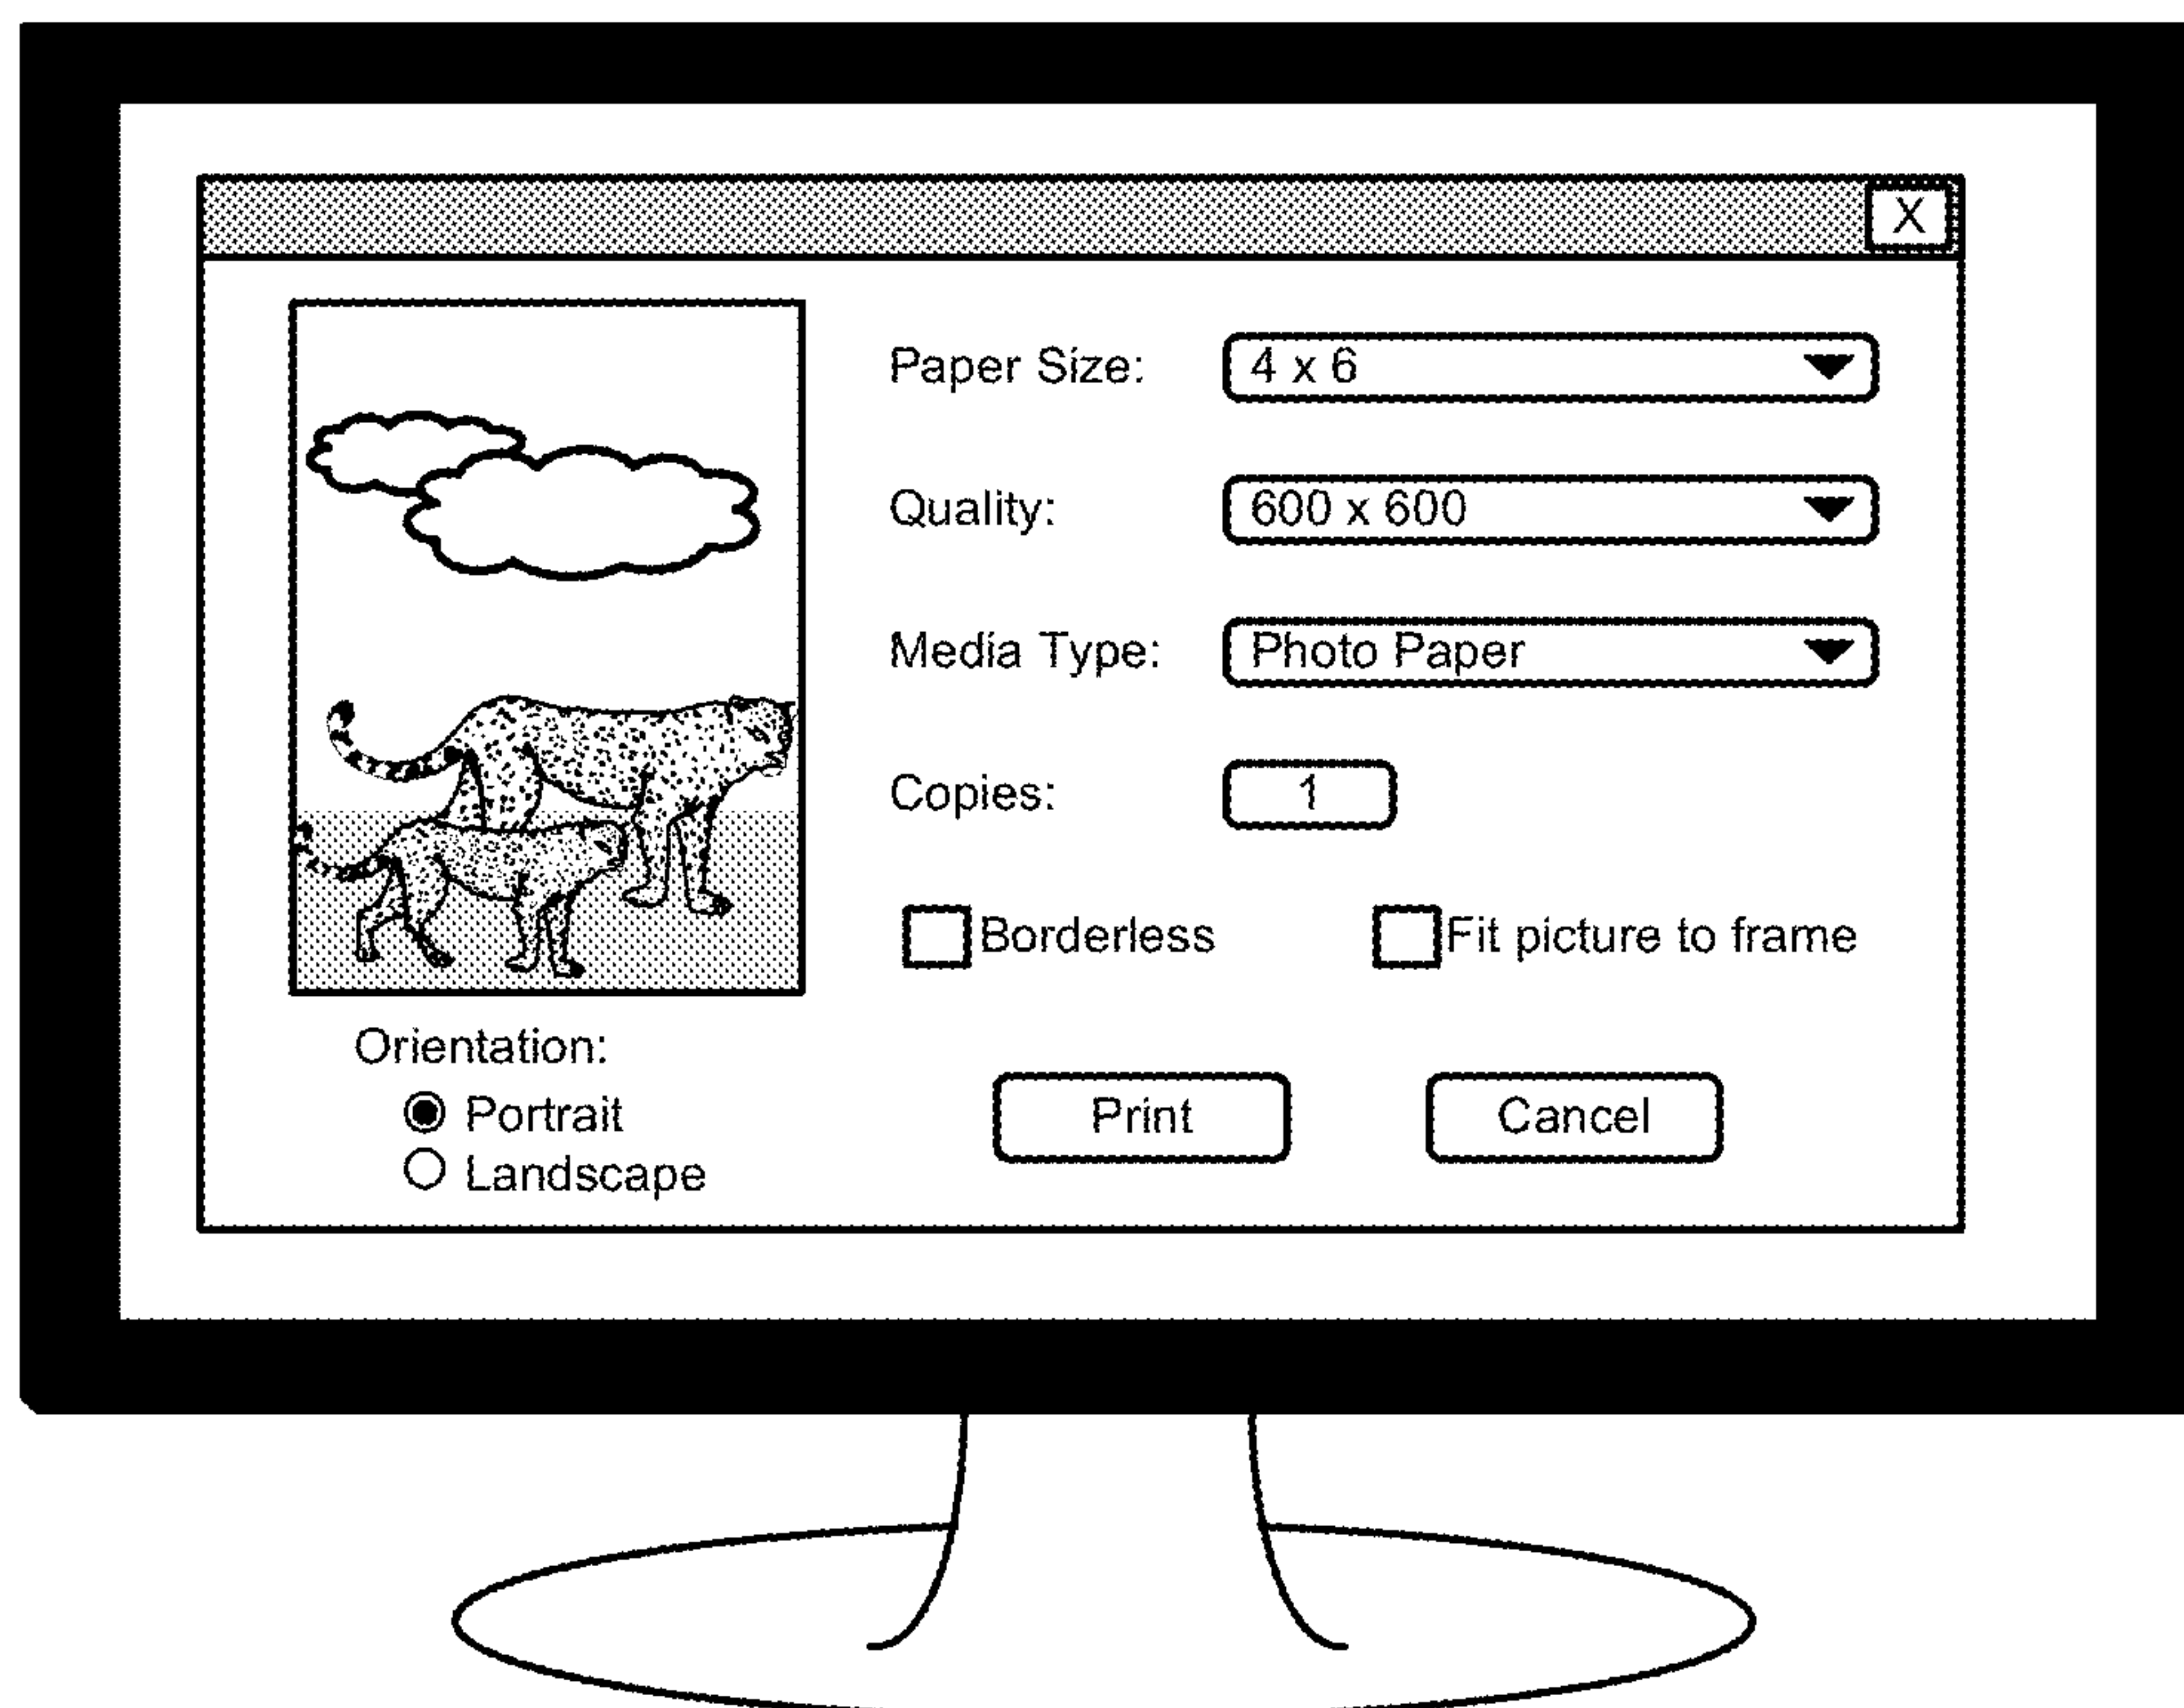 X
Paper Size: 4 x 6
Quality: 600 x 600
Media Type: Photo Paper
Copies: 1
Borderless Fit picture to frame
Orientation:
Portrait
Landscape
Print Cancel